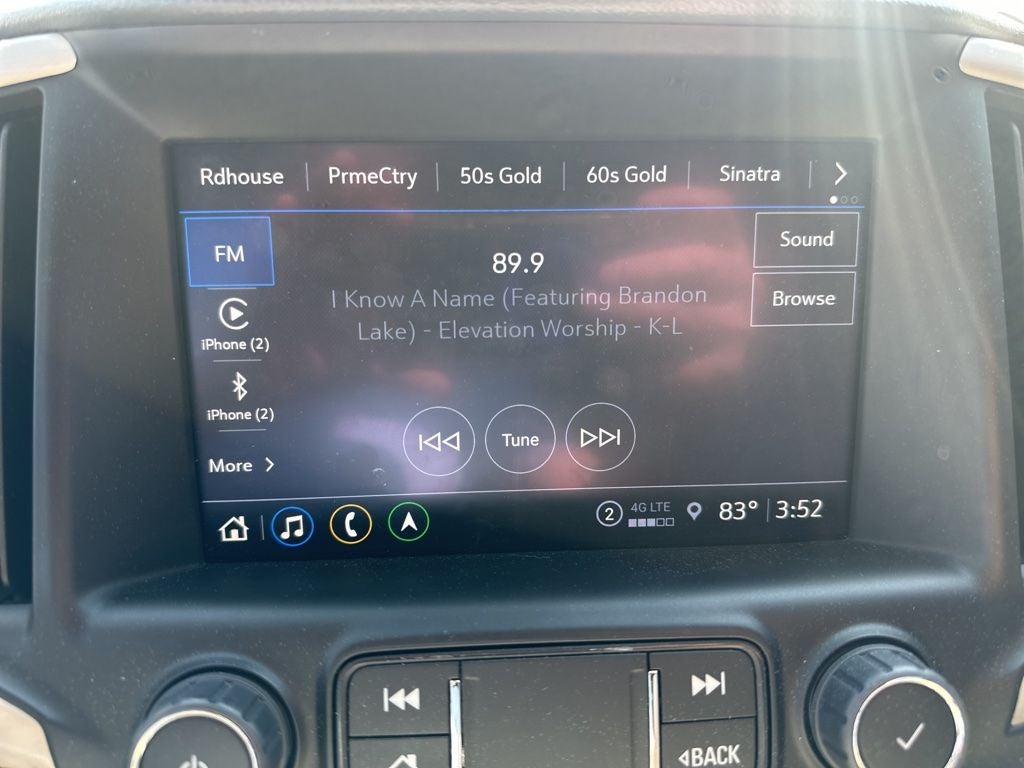 Rdhouse PrmeCtry 50s Gold 60s Gold Sinatra
FM
89.9
Sound
I Know A Name (Featuring Brandon
Lake) - Elevation Worship - K-L
Browse
iPhone (2)
iPhone (2)
Tune
More
2 4G LTE 83° 3:52
BACK